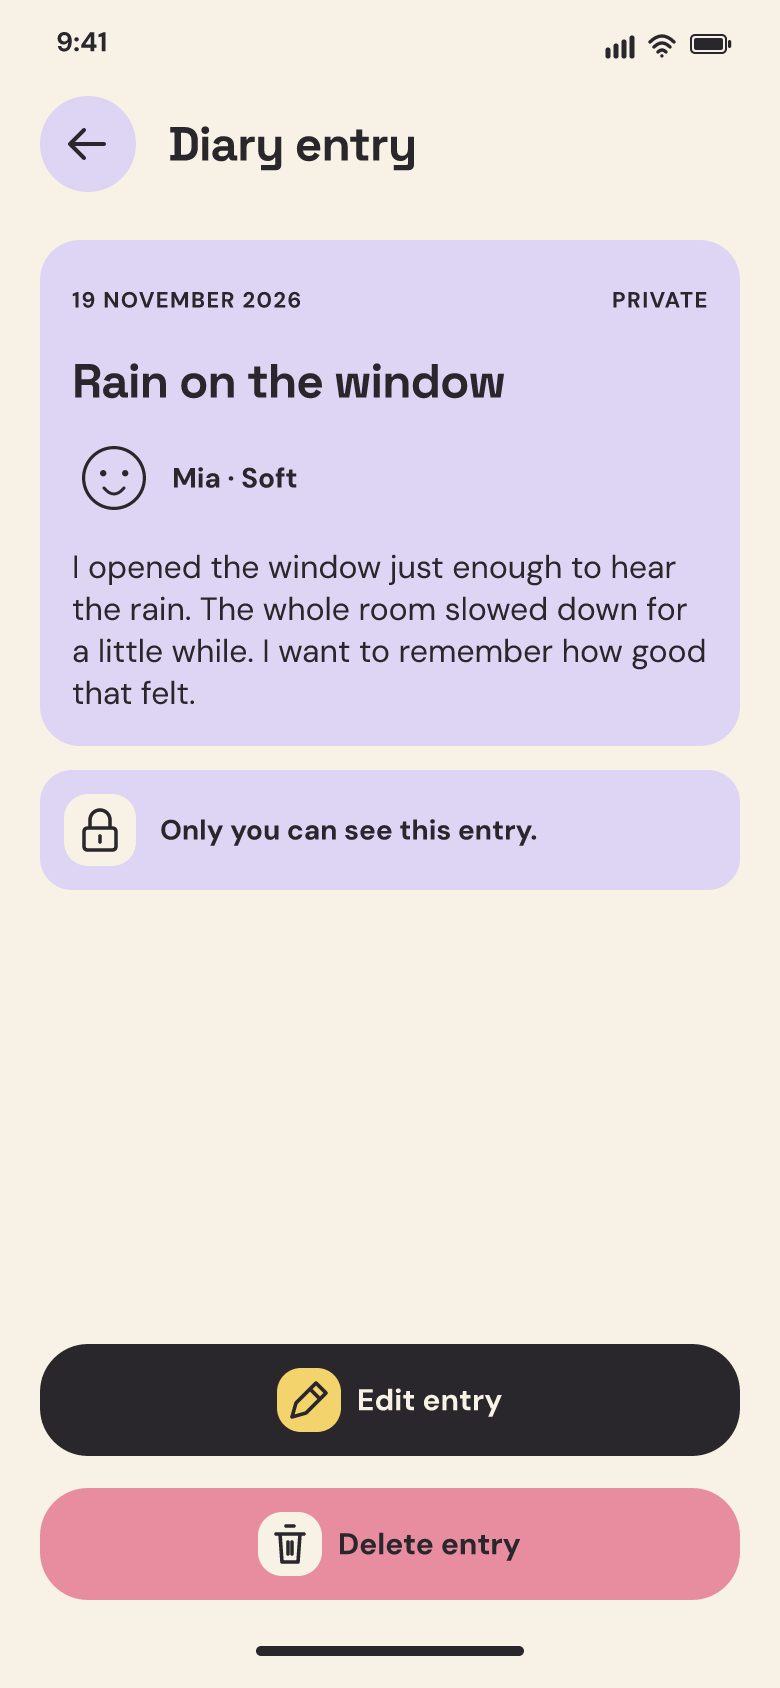 9:41
Diary entry
19 NOVEMBER 2026 PRIVATE
Rain on the window
Mia · Soft
I opened the window just enough to hear
the rain. The whole room slowed down for
a little while. I want to remember how good
that felt.
Only you can see this entry.
Edit entry
Delete entry